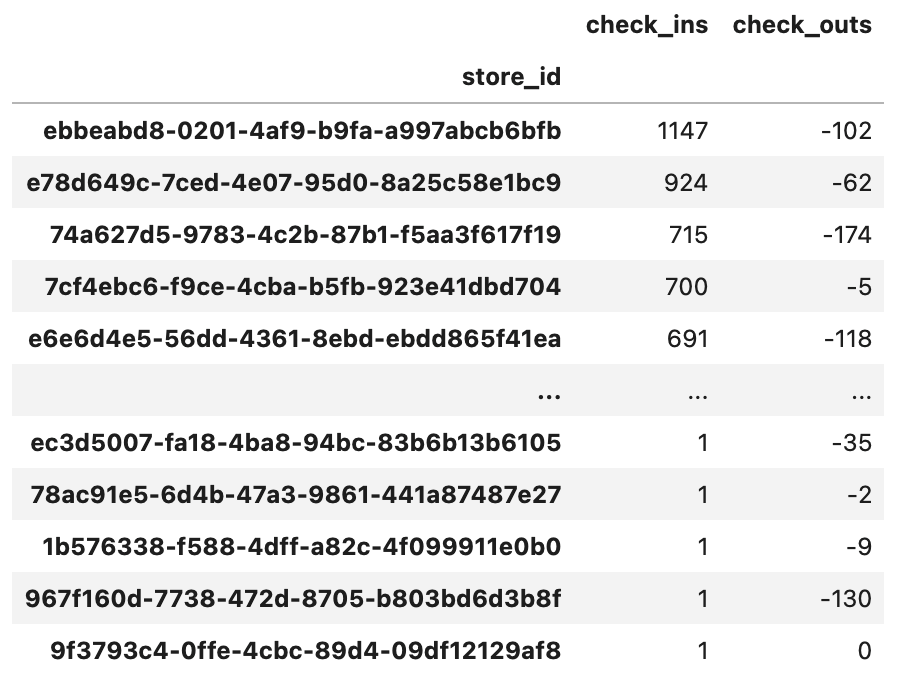 check_ins check_outs
store_id
ebbeabd8-0201-4af9-b9fa-a997abcb6bfb 1147 -102
e78d649c-7ced-4e07-95d0-8a25c58e1bc9 924 -62
74a627d5-9783-4c2b-87b1-f5aa3f617f19 715 -174
7cf4ebc6-f9ce-4cba-b5fb-923e41dbd704 700 -5
e6e6d4e5-56dd-4361-8ebd-ebdd865f41ea 691 -118
... ... ...
ec3d5007-fa18-4ba8-94bc-83b6b13b6105 1 -35
78ac91e5-6d4b-47a3-9861-441a87487e27 1 -2
1b576338-f588-4dff-a82c-4f099911e0b0 1 -9
967f160d-7738-472d-8705-b803bd6d3b8f 1 -130
9f3793c4-0ffe-4cbc-89d4-09df12129af8 1 0